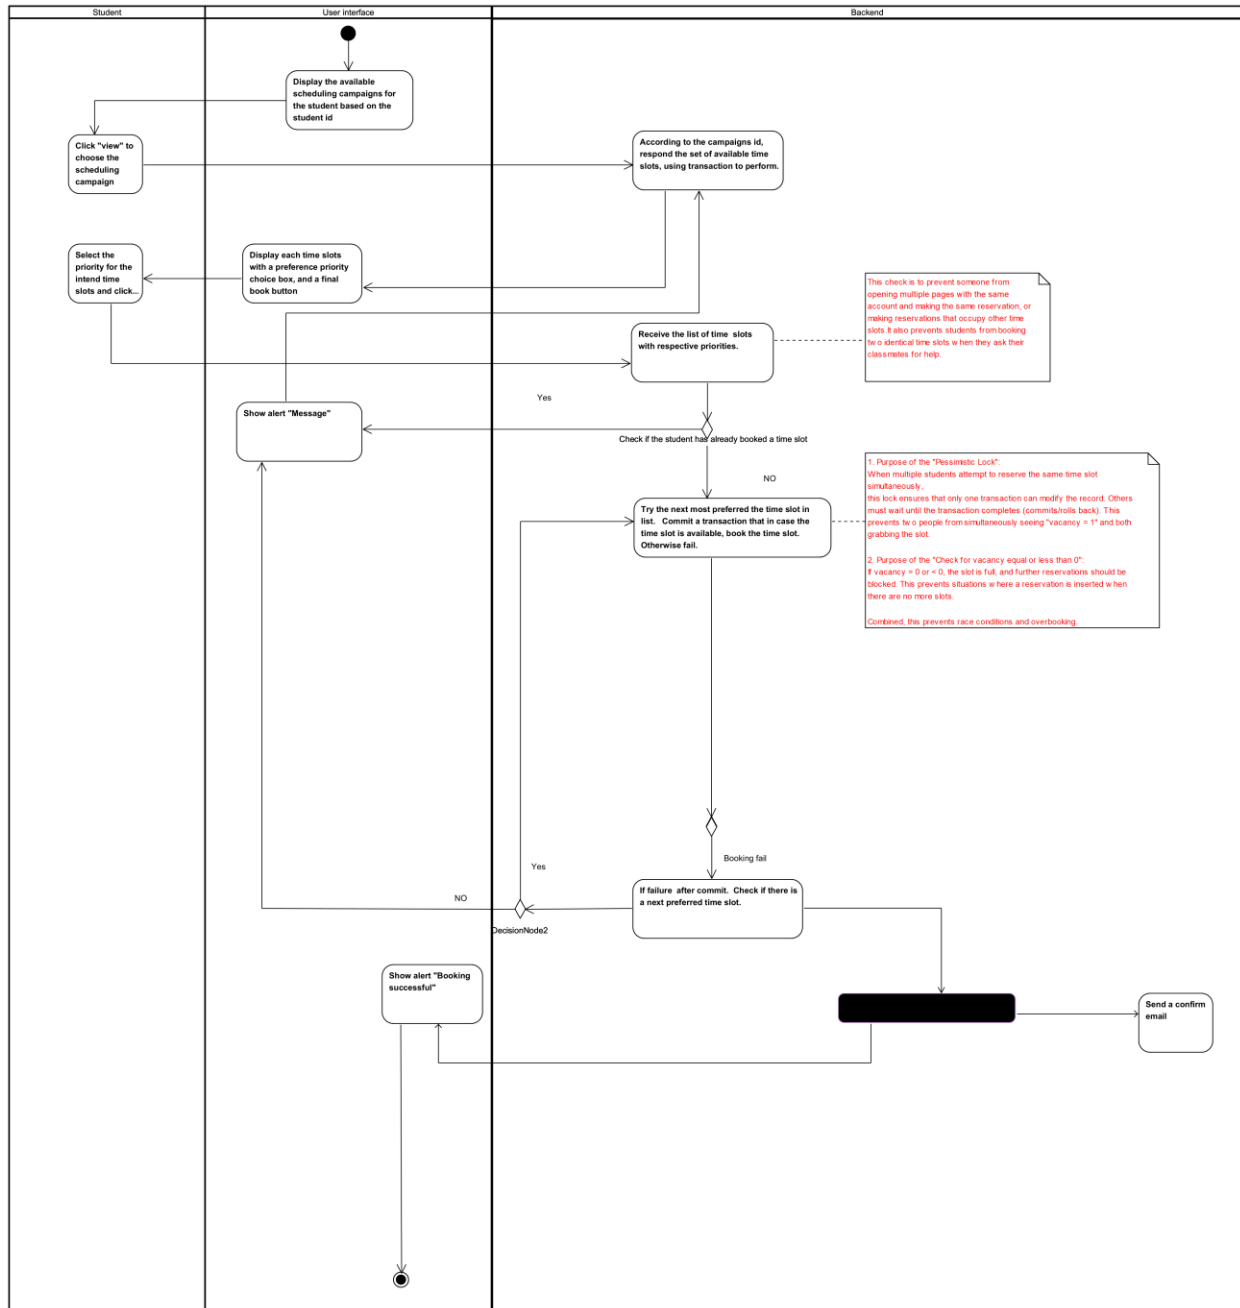 Student
User interface
Backend
Display the available
scheduling campaigns for
the student based on the
student id
Click "view" to
choose the
scheduling
campaign
According to the campaigns id,
respond the set of available time
slots, using transaction to perform.
Select the
priority for the
intend time
slots and click...
Display each time slots
with a preference priority
choice box, and a final
book button
This check is to prevent someone from
opening multiple pages with the same
account and making the same reservation, or
making reservations that occupy other time
slots.It also prevents students from booking
two identical time slots when they ask their
classmates for help.
Receive the list of time slots
with respective priorities.
Yes
Show alert "Message"
Check if the student has already booked a time slot
NO
1. Purpose of the "Pessimistic Lock":
When multiple students attempt to reserve the same time slot
simultaneously,
this lock ensures that only one transaction can modify the record. Others
must wait until the transaction completes (commits/rolls back). This
prevents two people from simultaneously seeing "vacancy = 1" and both
grabbing the slot.
2. Purpose of the "Check for vacancy equal or less than 0":
If vacancy = 0 or < 0, the slot is full, and further reservations should be
blocked. This prevents situations where a reservation is inserted when
there are no more slots.
Combined, this prevents race conditions and overbooking.
Try the next most preferred the time slot in
list. Commit a transaction that in case the
time slot is available, book the time slot.
Otherwise fail.
Booking fail
Yes
If failure after commit. Check if there is
a next preferred time slot.
NO
DecisionNode2
Show alert "Booking
successful"
Send a confirm
email